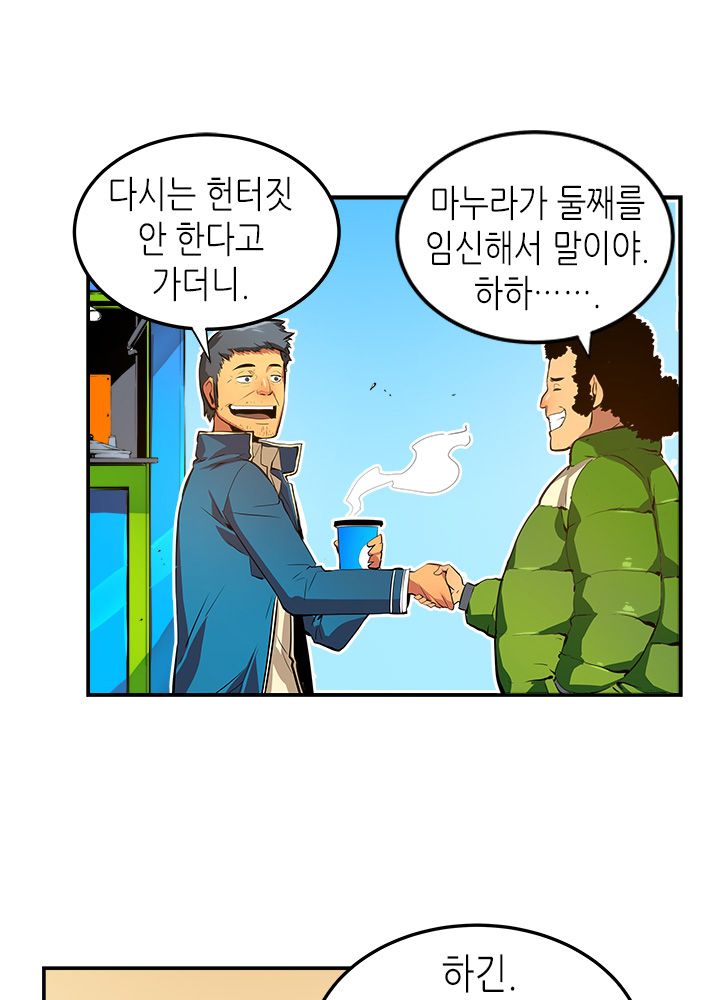 다시는 헌터짓
안 한다고
가더니.
마누라가 둘째를
임신해서 말이야.
하하…….
하긴.